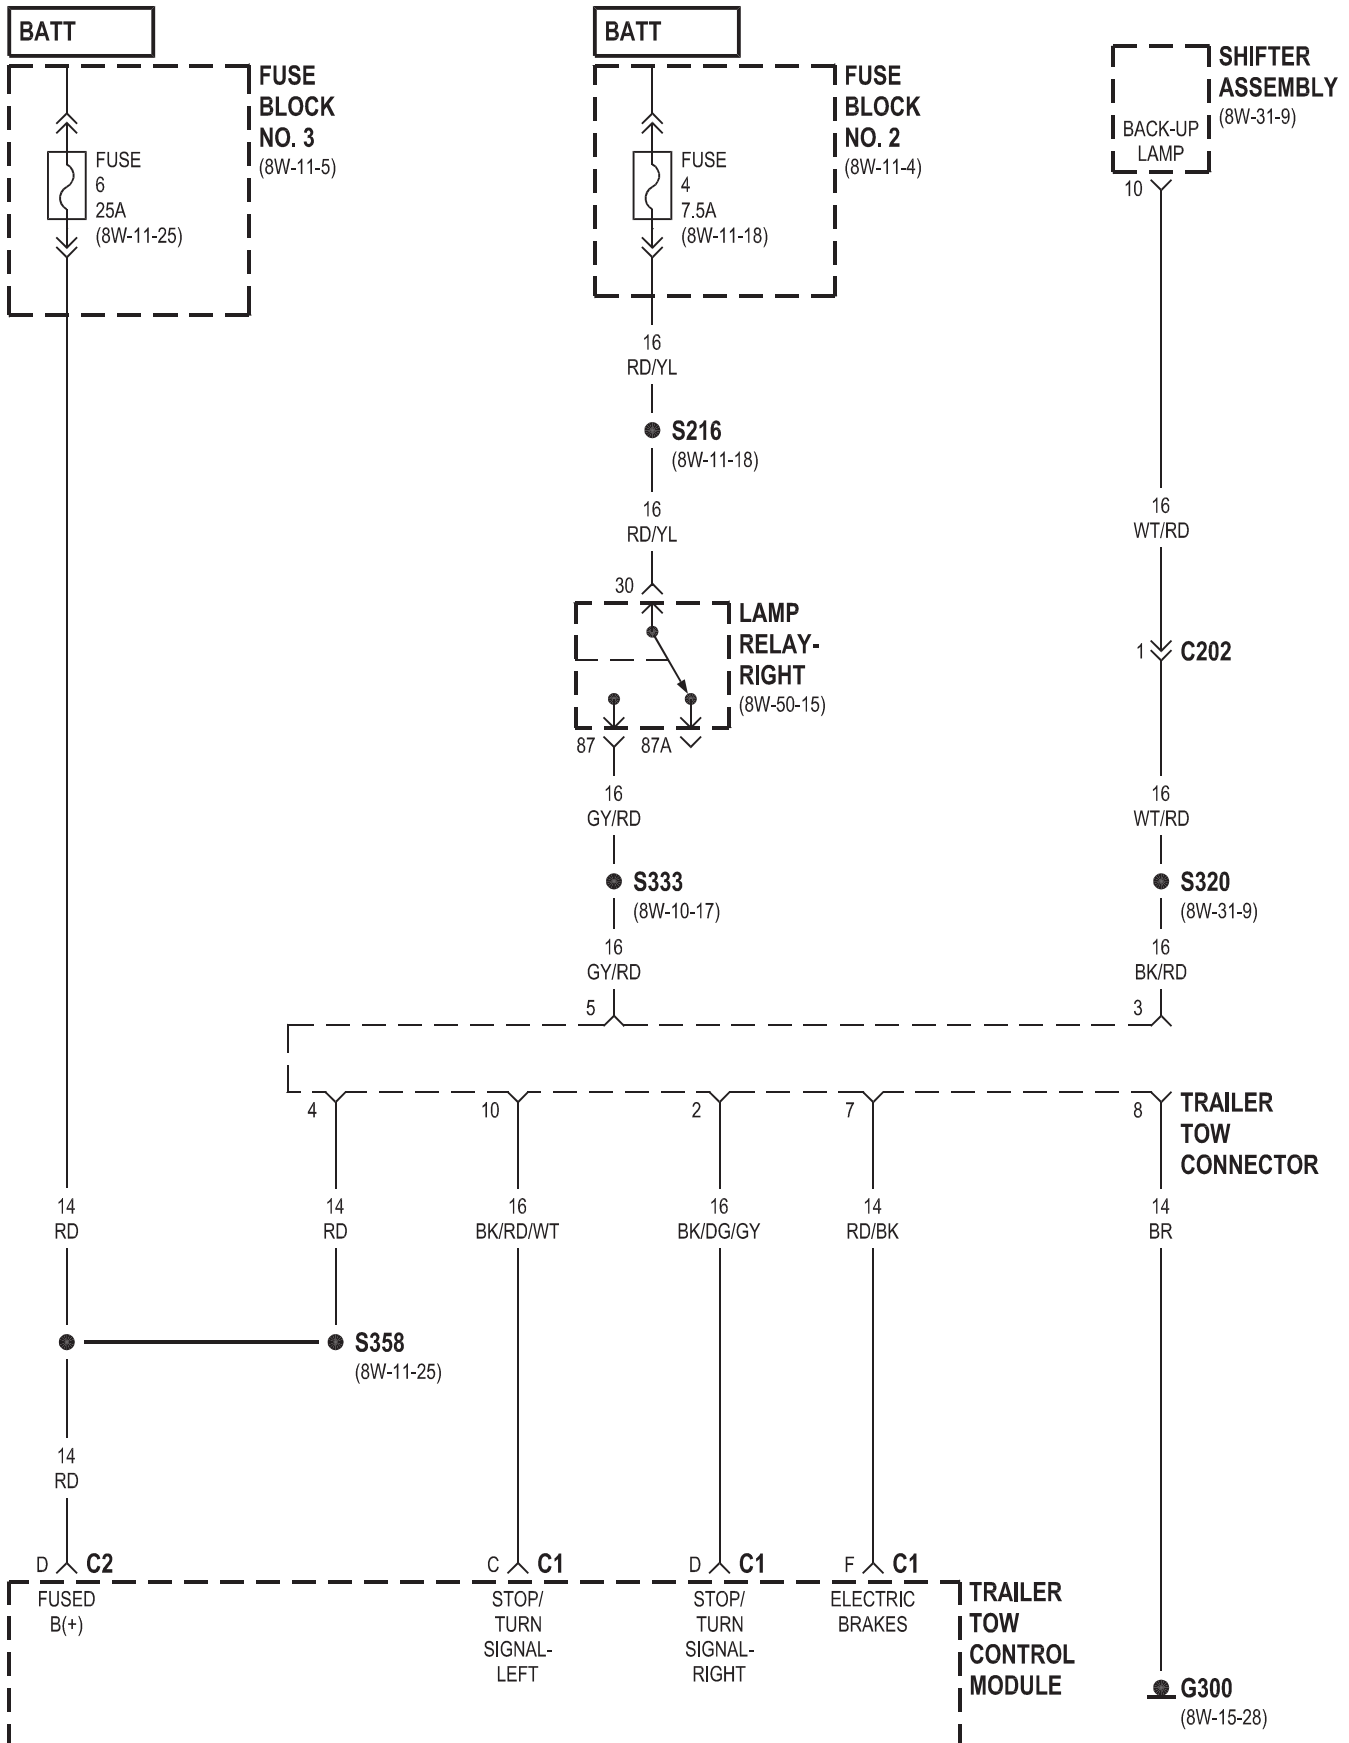 BATT
FUSE
BLOCK
NO. 3
(8W-11-5)
FUSE
6
25A
(8W-11-25)
BATT
FUSE
BLOCK
NO. 2
(8W-11-4)
FUSE
4
7.5A
(8W-11-18)
SHIFTER
ASSEMBLY
(8W-31-9)
BACK-UP
LAMP
10
16
RD/YL
S216
(8W-11-18)
16
RD/YL
16
WT/RD
30
LAMP
RELAY-
RIGHT
(8W-50-15)
87
87A
1
C202
16
GY/RD
16
WT/RD
S333
(8W-10-17)
S320
(8W-31-9)
16
GY/RD
16
BK/RD
5
3
4
10
2
7
8
TRAILER
TOW
CONNECTOR
14
RD
14
RD
16
BK/RD/WT
16
BK/DG/GY
14
RD/BK
14
BR
S358
(8W-11-25)
14
RD
D
C2
C
C1
D
C1
F
C1
FUSED
B(+)
STOP/
TURN
SIGNAL-
LEFT
STOP/
TURN
SIGNAL-
RIGHT
ELECTRIC
BRAKES
TRAILER
TOW
CONTROL
MODULE
G300
(8W-15-28)